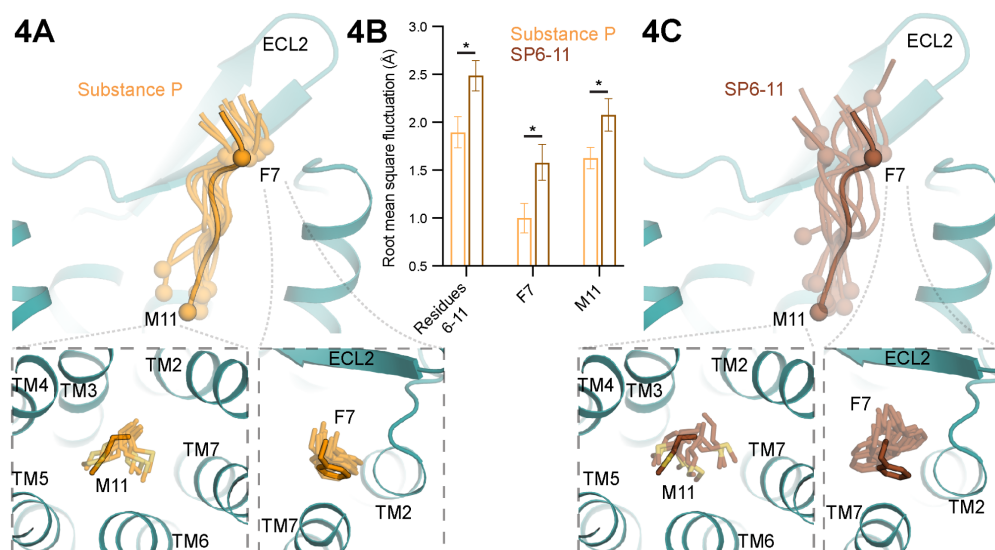 4A
ECL2
Substance P
F7
M11
TM4
TM3
TM2
TM7
TM5
M11
TM6
ECL2
F7
TM7
TM2
4B
Root mean square fluctuation (Å)
3.0
2.5
2.0
1.5
1.0
0.5
Substance P
SP6-11
*
*
*
Residues
6-11
F7
M11
4C
ECL2
SP6-11
F7
M11
TM4
TM3
TM2
TM7
TM5
M11
TM6
ECL2
F7
TM2
TM7